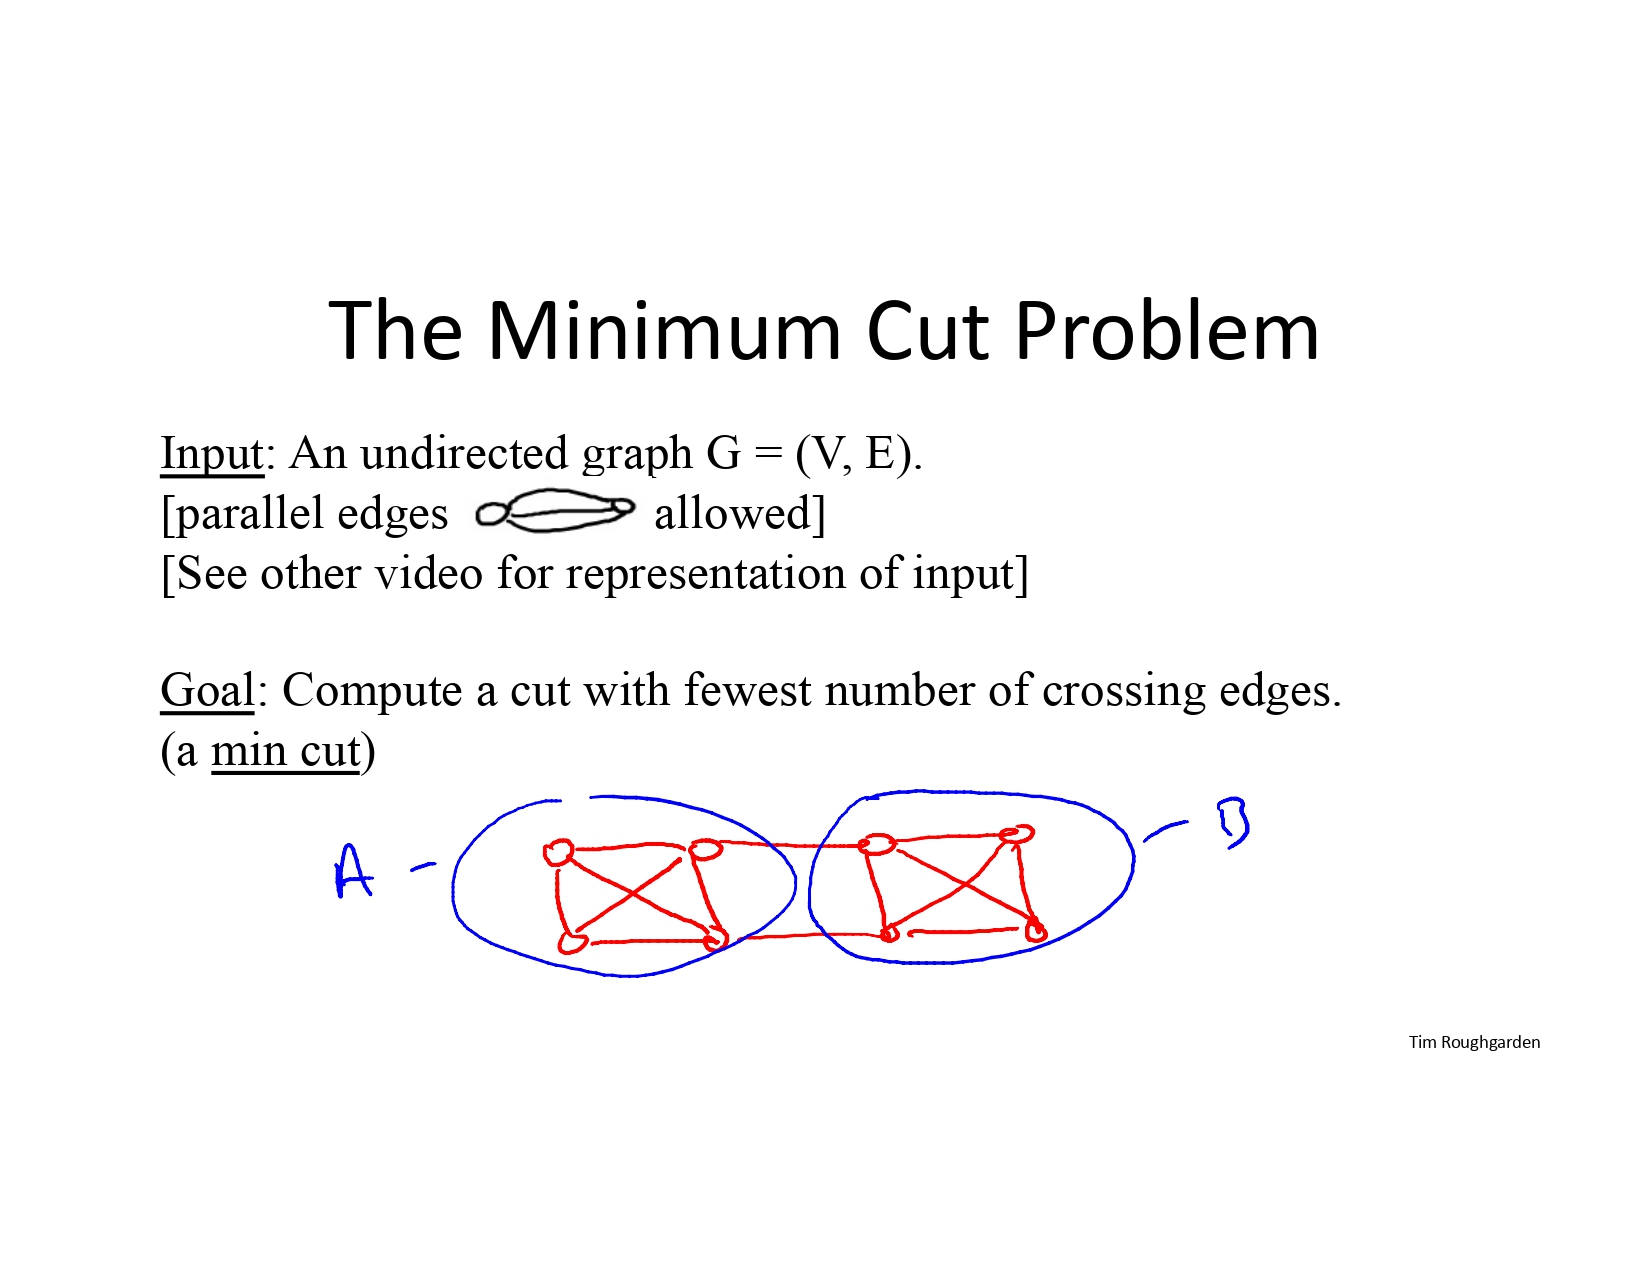 The Minimum Cut Problem
Input: An undirected graph G = (V, E).
[parallel edges allowed]
[See other video for representation of input]
Goal: Compute a cut with fewest number of crossing edges.
(a min cut)
A
B
Tim Roughgarden